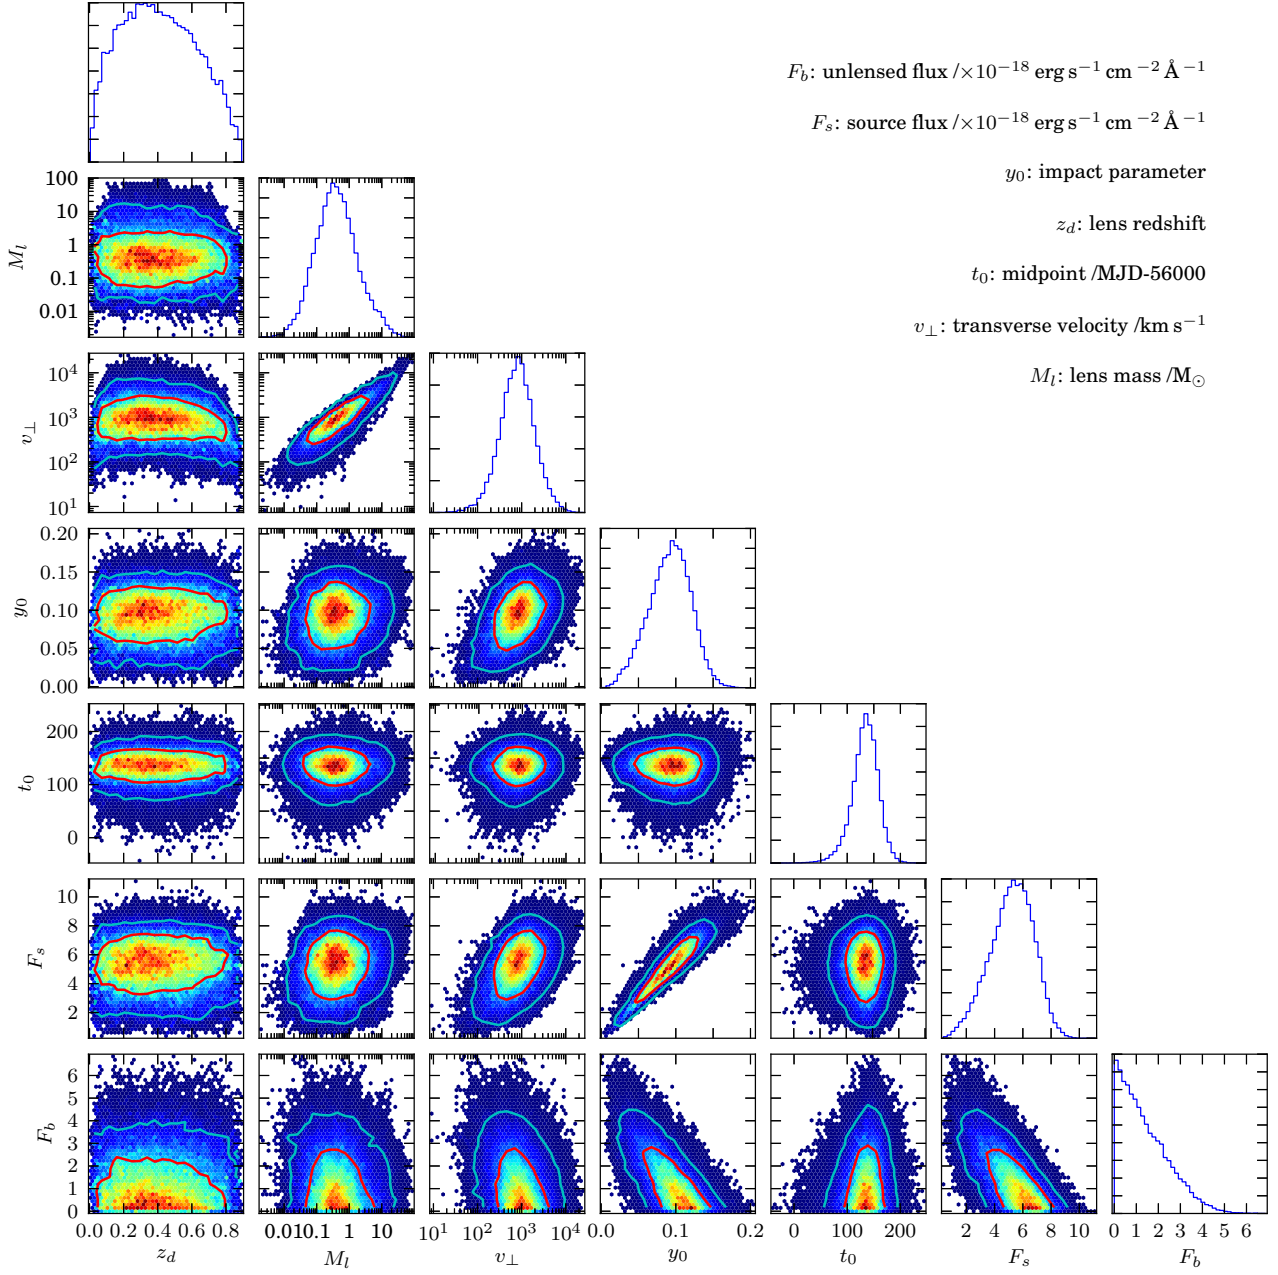 F_b: unlensed flux /×10^−18 erg s^−1 cm^−2 Å^−1
F_s: source flux /×10^−18 erg s^−1 cm^−2 Å^−1
y_0: impact parameter
z_d: lens redshift
t_0: midpoint /MJD-56000
v_⊥: transverse velocity /km s^−1
M_l: lens mass /M_⊙
100
10
1
0.1
0.01
M_l
10^4
10^3
10^2
10^1
v_⊥
0.20
0.15
0.10
0.05
0.00
y_0
200
100
0
t_0
10
8
6
4
2
F_s
6
5
4
3
2
1
0
F_b
0.0 0.2 0.4 0.6 0.8
0.01 0.1 1 10
10^1 10^2 10^3 10^4
0.0 0.1 0.2
0 100 200
2 4 6 8 10
0 1 2 3 4 5 6
z_d M_l v_⊥ y_0 t_0 F_s F_b